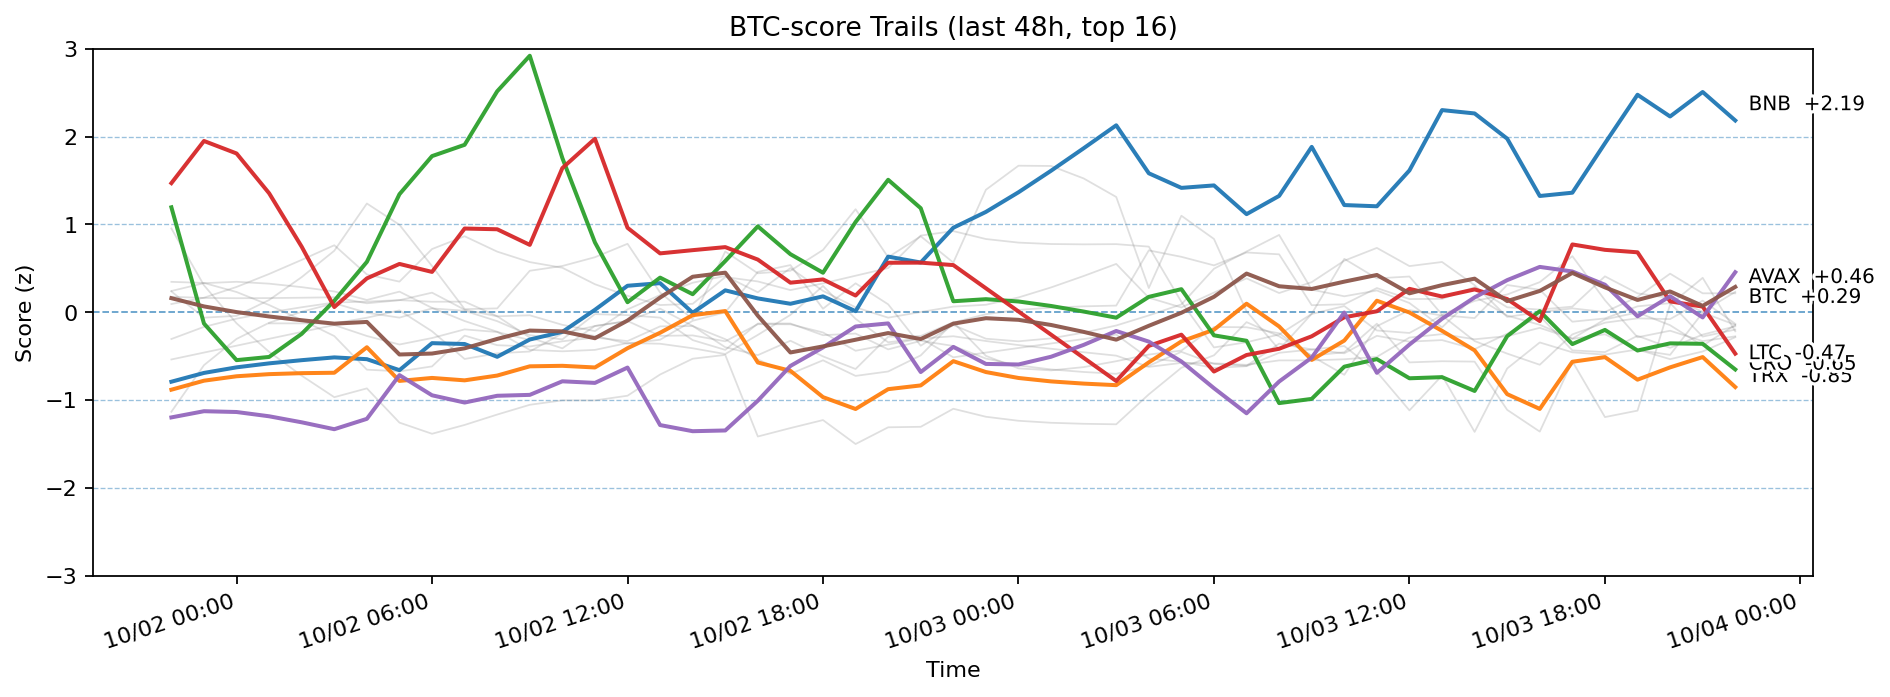 BTC-score Trails (last 48h, top 16)
Score (z)
3
2
1
0
−1
−2
−3
BNB +2.19
AVAX +0.46
BTC +0.29
LTC -0.47
CRO -0.65
TRX -0.85
10/02 00:00
10/02 06:00
10/02 12:00
10/02 18:00
10/03 00:00
10/03 06:00
10/03 12:00
10/03 18:00
10/04 00:00
Time